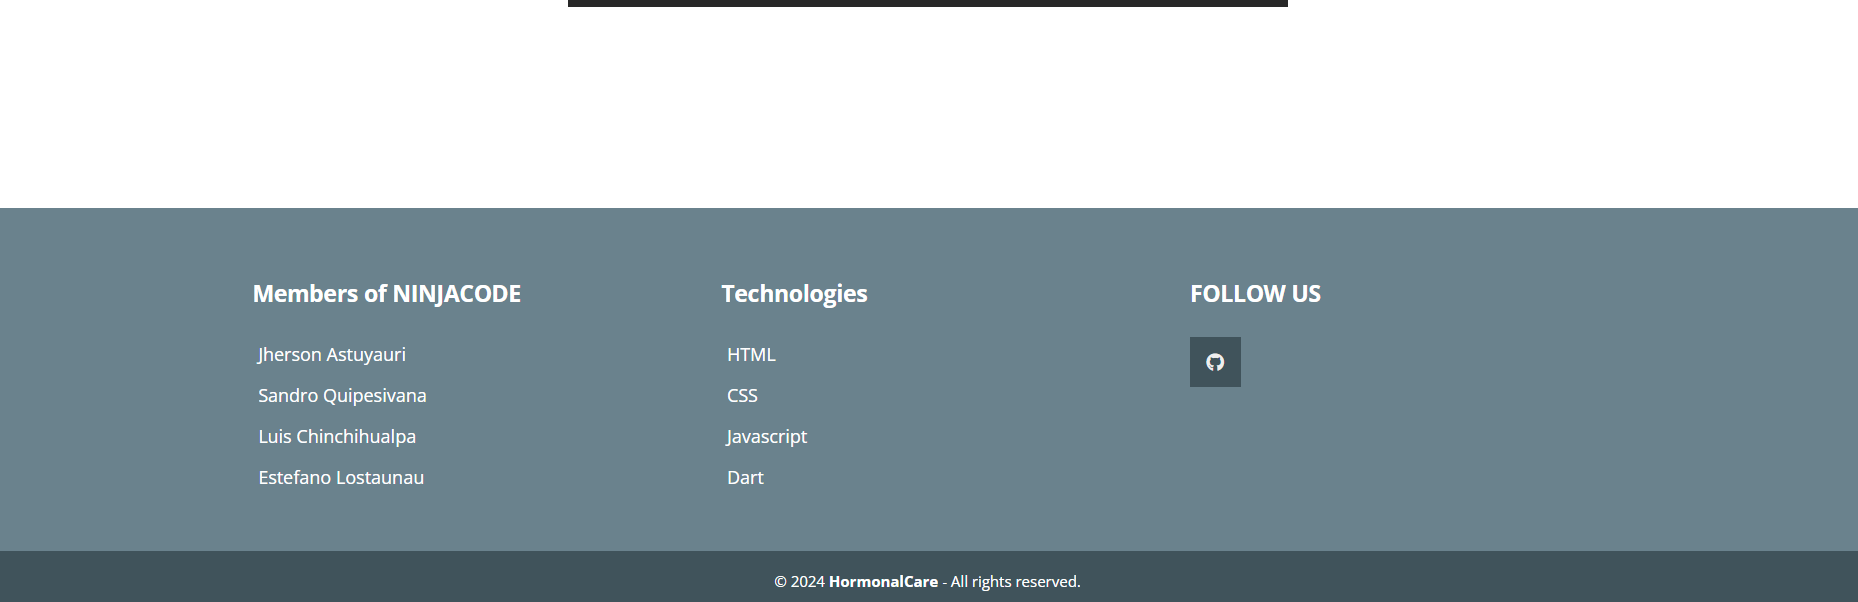 Members of NINJACODE
Jherson Astuyauri
Sandro Quipesivana
Luis Chinchihualpa
Estefano Lostaunau
Technologies
HTML
CSS
Javascript
Dart
FOLLOW US
© 2024 HormonalCare - All rights reserved.